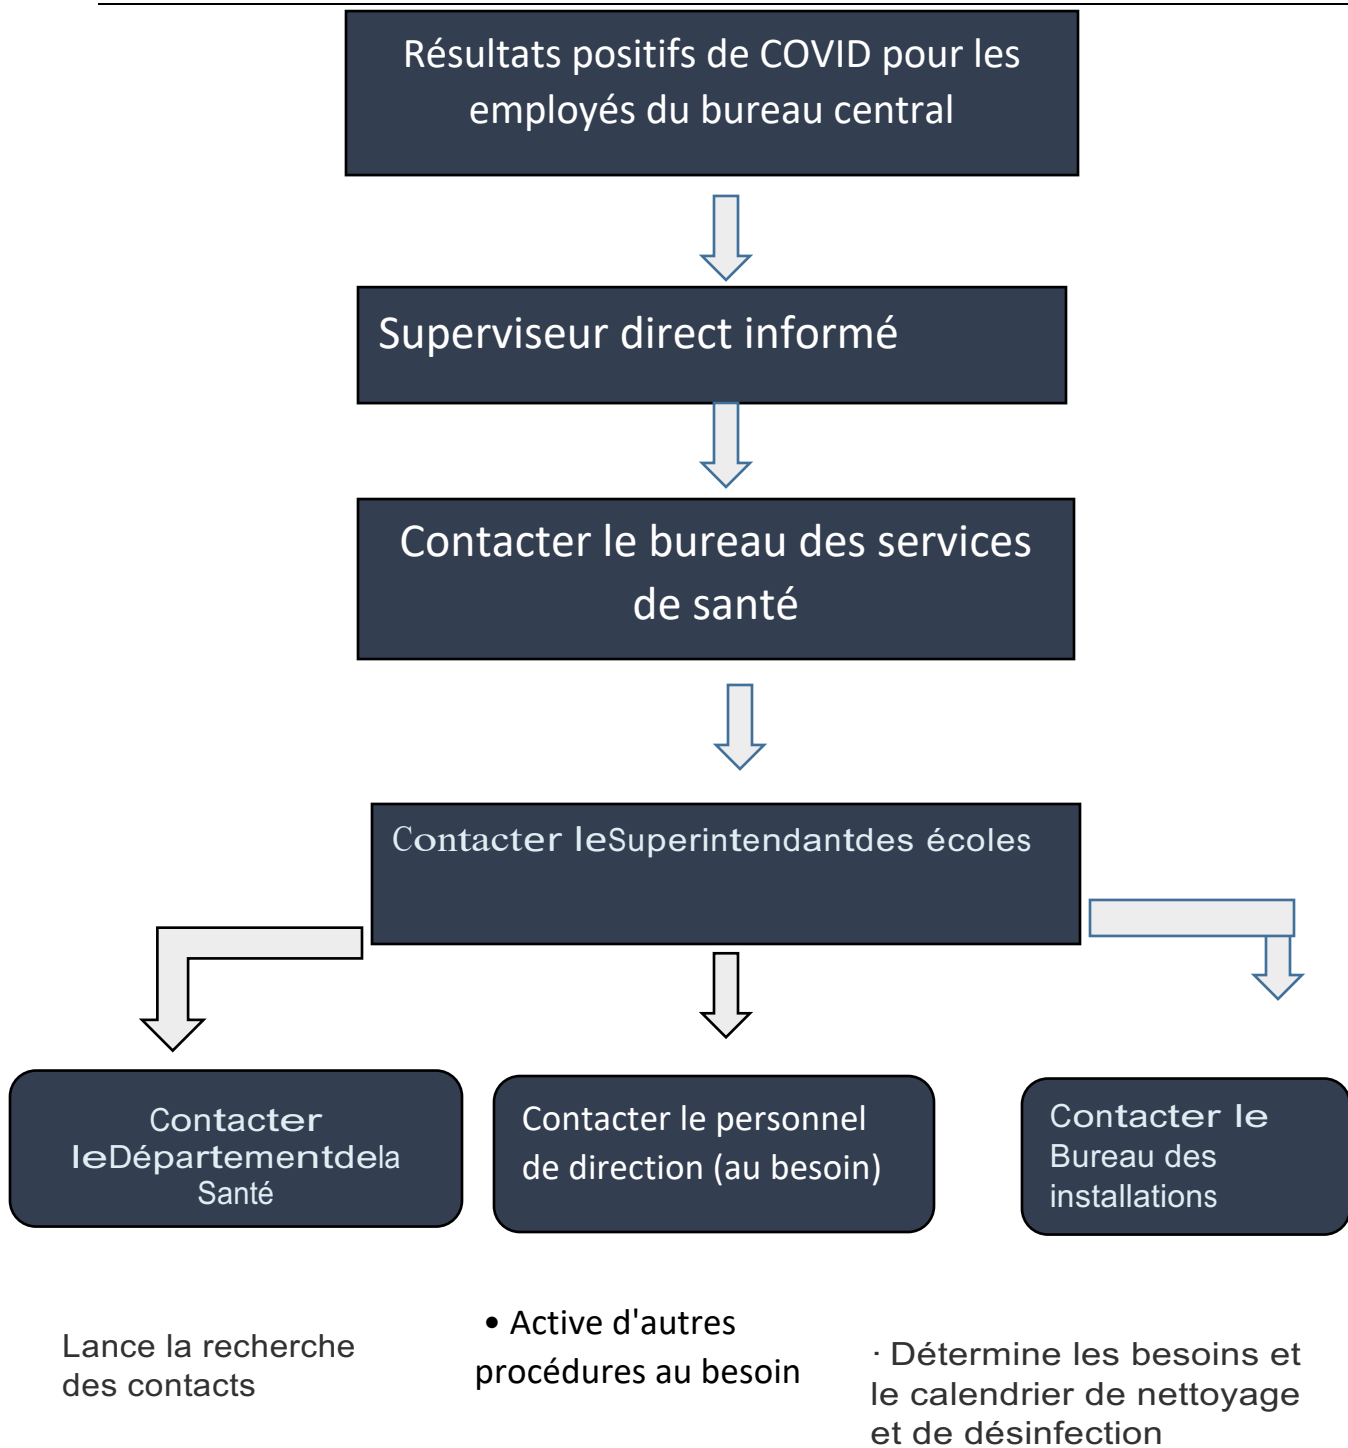 Résultats positifs de COVID pour les
employés du bureau central
Superviseur direct informé
Contacter le bureau des services
de santé
Contacter leSuperintendantdes écoles
Contacter
leDépartementdela
Santé
Contacter le personnel
de direction (au besoin)
Contacter le
Bureau des
installations
Lance la recherche
des contacts
• Active d'autres
procédures au besoin
· Détermine les besoins et
le calendrier de nettoyage
et de désinfection